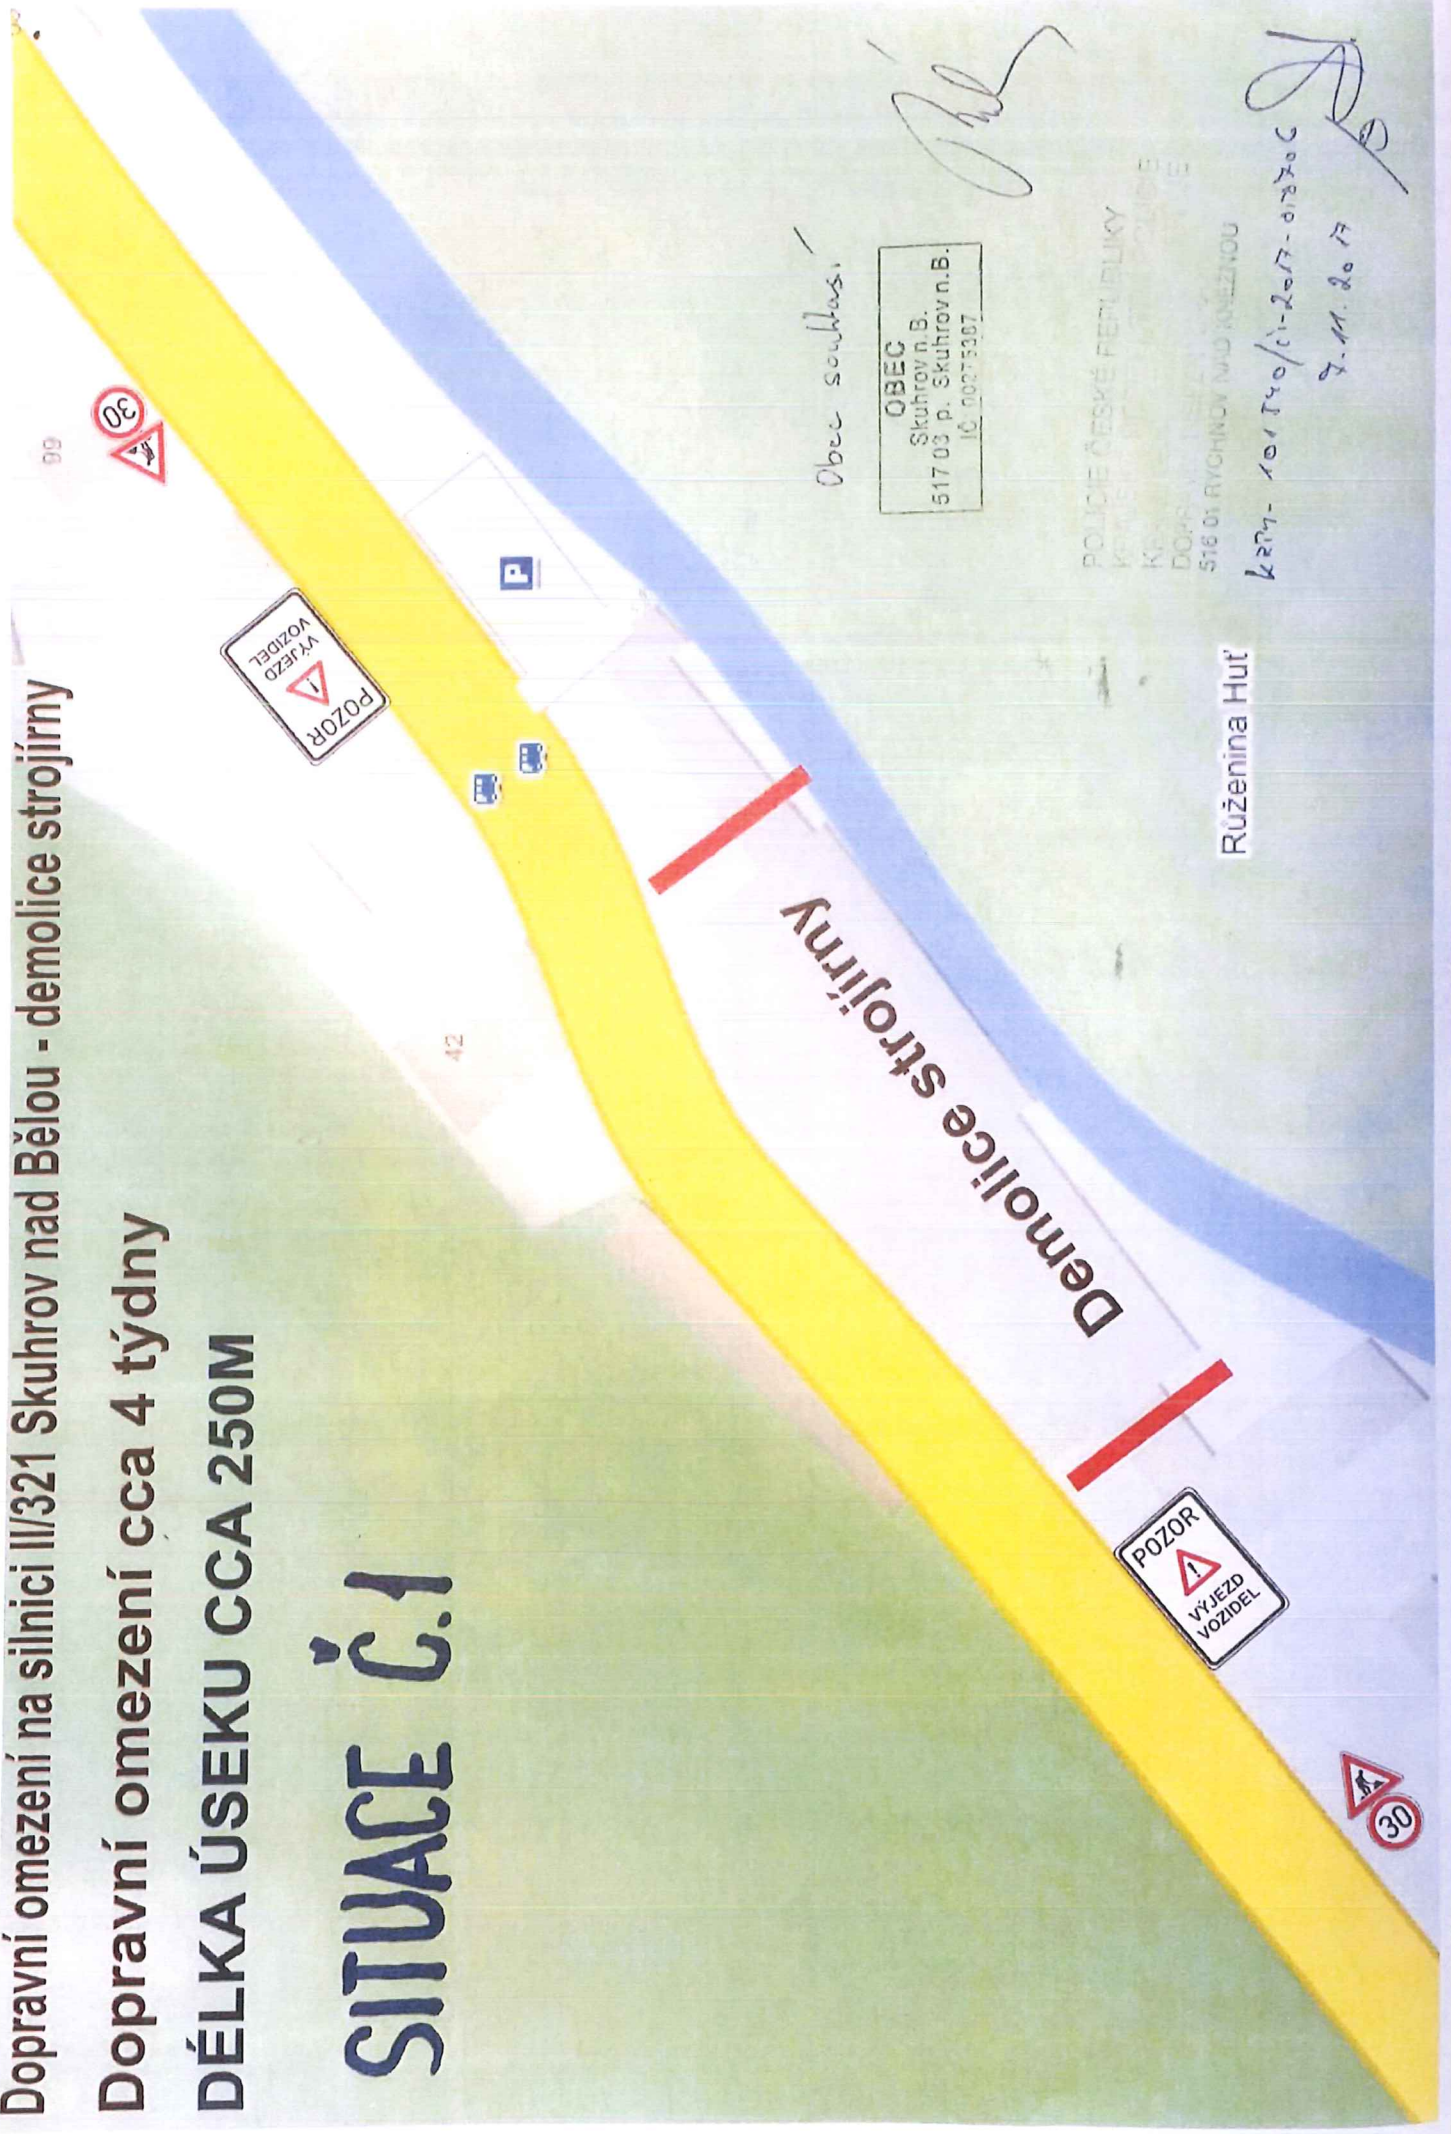 Dopravní omezení na silnici II/321 Skuhrov nad Bělou - demolice strojírny
Dopravní omezení cca 4 týdny
DÉLKA ÚSEKU CCA 250M
SITUACE Č.1
99
30
POZOR
VÝJEZD
VOZIDEL
P
42
Demolice strojírny
POZOR
VÝJEZD
VOZIDEL
30
Růženina Huť
Obec souhlasí
OBEC
Skuhrov n.B.
517 03 p. Skuhrov n.B.
IČ 00275387
POLICIE ČESKÉ REPUBLIKY
516 01 RYCHNOV NAD KNĚŽNOU
7.11.2017